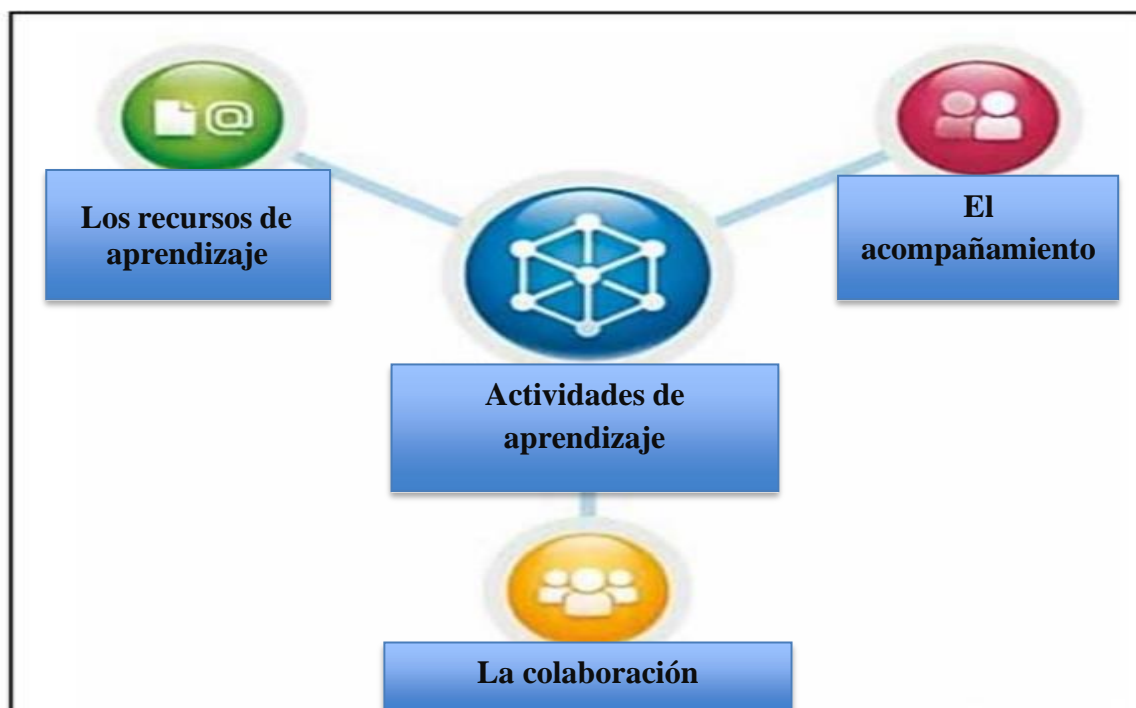 Los recursos de
aprendizaje
El
acompañamiento
Actividades de
aprendizaje
La colaboración